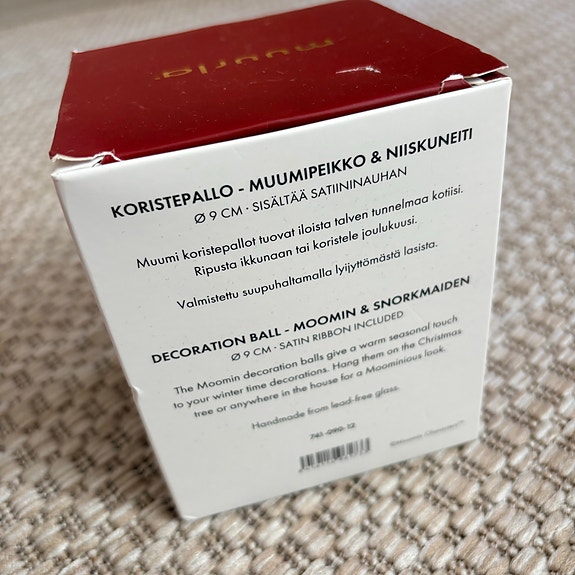 muurla
KORISTEPALLO - MUUMIPEIKKO & NIISKUNEITI
Ø 9 CM · SISÄLTÄÄ SATIININAUHAN
Muumi koristepallot tuovat iloista talven tunnelmaa kotiisi.
Ripusta ikkunaan tai koristele joulukuusi.
Valmistettu suupuhaltamalla lyijyttömästä lasista.
DECORATION BALL - MOOMIN & SNORKMAIDEN
Ø 9 CM · SATIN RIBBON INCLUDED
The Moomin decoration balls give a warm seasonal touch
to your winter time decorations. Hang them on the Christmas
tree or anywhere in the house for a Moominious look.
Handmade from lead-free glass.
741-090-12
©Moomin Characters™